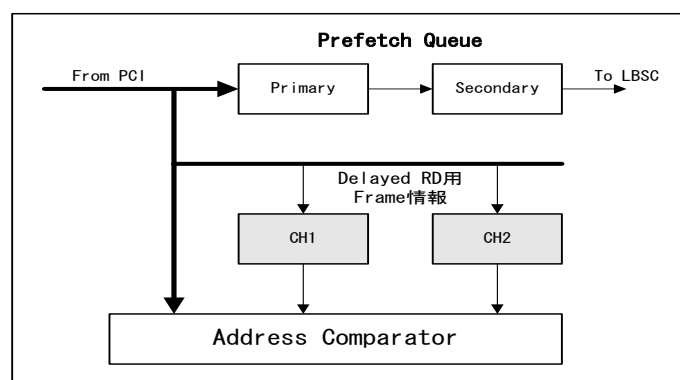 Prefetch Queue
From PCI
Primary
Secondary
To LBSC
Delayed RD用
Frame情報
CH1
CH2
Address Comparator